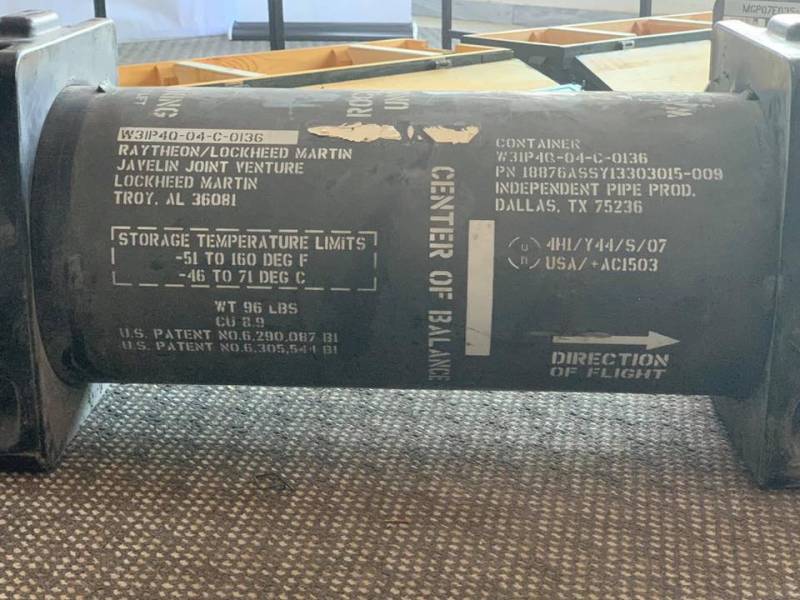 MGP07E03S
LIFT
W31P4Q-04-C-0136
RAYTHEON/LOCKHEED MARTIN
JAVELIN JOINT VENTURE
LOCKHEED MARTIN
TROY, AL 36081
STORAGE TEMPERATURE LIMITS
-51 TO 160 DEG F
-46 TO 71 DEG C
WT 96 LBS
CU 8.9
U.S. PATENT NO.6,290,087 B1
U.S. PATENT NO.6,305,544 B1
CENTER OF BALANCE
CONTAINER
W31P4Q-04-C-0136
PN 18876ASSY13303015-009
INDEPENDENT PIPE PROD.
DALLAS, TX 75236
u n
4H1/Y44/S/07
USA/+AC1503
DIRECTION
OF FLIGHT